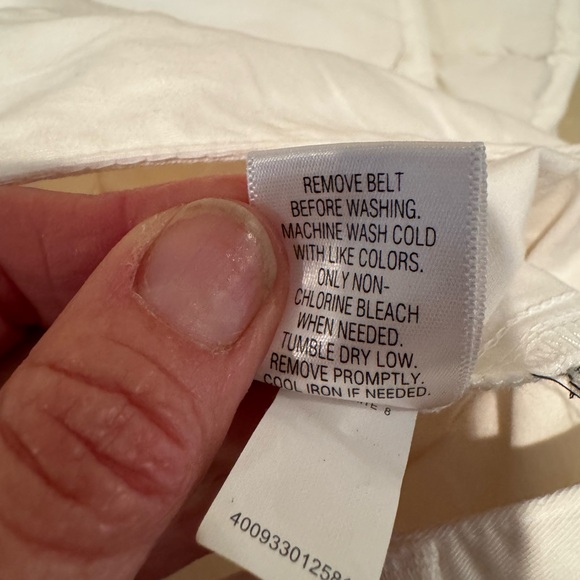 REMOVE BELT
BEFORE WASHING.
MACHINE WASH COLD
WITH LIKE COLORS.
ONLY NON-
CHLORINE BLEACH
WHEN NEEDED.
TUMBLE DRY LOW.
REMOVE PROMPTLY.
COOL IRON IF NEEDED.
8